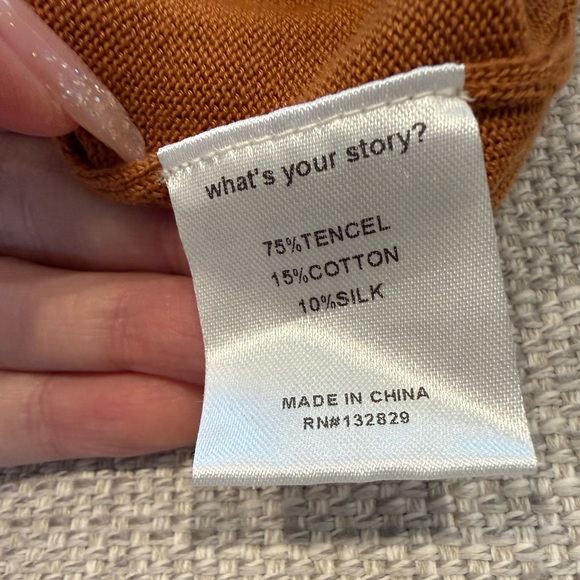 what's your story?
75%TENCEL
15%COTTON
10%SILK
MADE IN CHINA
RN#132829